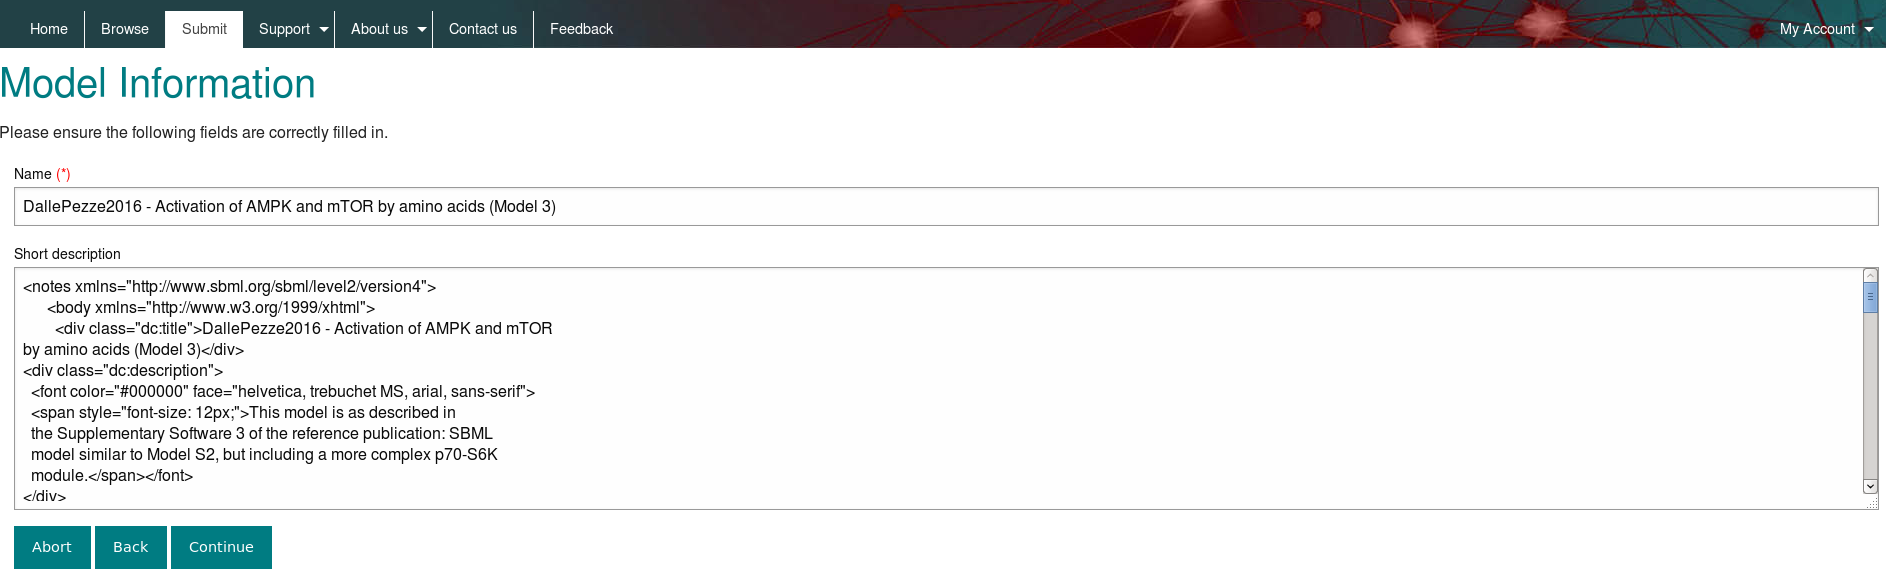 Home Browse Submit Support About us Contact us Feedback My Account
Model Information
Please ensure the following fields are correctly filled in.
Name (*)
DallePezze2016 - Activation of AMPK and mTOR by amino acids (Model 3)
Short description
<notes xmlns="http://www.sbml.org/sbml/level2/version4">
<body xmlns="http://www.w3.org/1999/xhtml">
<div class="dc:title">DallePezze2016 - Activation of AMPK and mTOR
by amino acids (Model 3)</div>
<div class="dc:description">
<font color="#000000" face="helvetica, trebuchet MS, arial, sans-serif">
<span style="font-size: 12px;">This model is as described in
the Supplementary Software 3 of the reference publication: SBML
model similar to Model S2, but including a more complex p70-S6K
module.</span></font>
</div>
Abort Back Continue